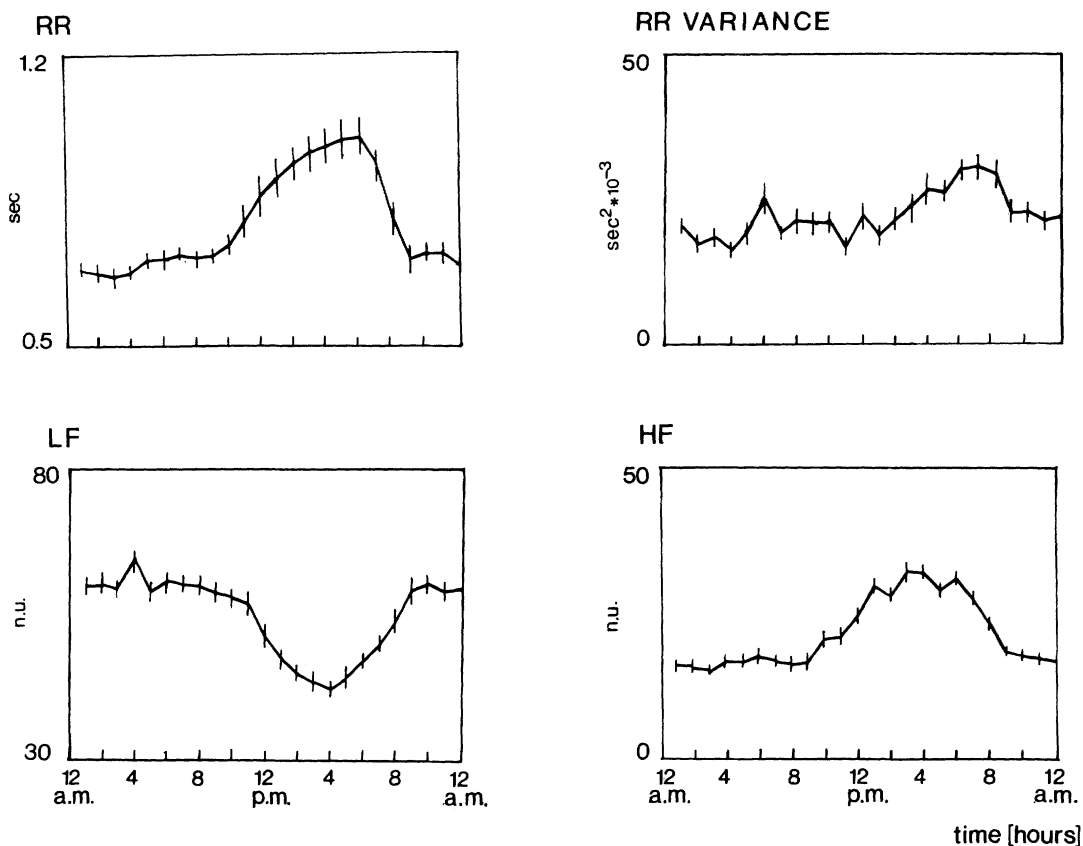 RR
1.2
sec
0.5
RR VARIANCE
50
sec²*10⁻³
0
LF
80
n.u.
30
12 4 8 12 4 8 12
a.m. p.m. a.m.
HF
50
n.u.
0
12 4 8 12 4 8 12
a.m. p.m. a.m.
time [hours]